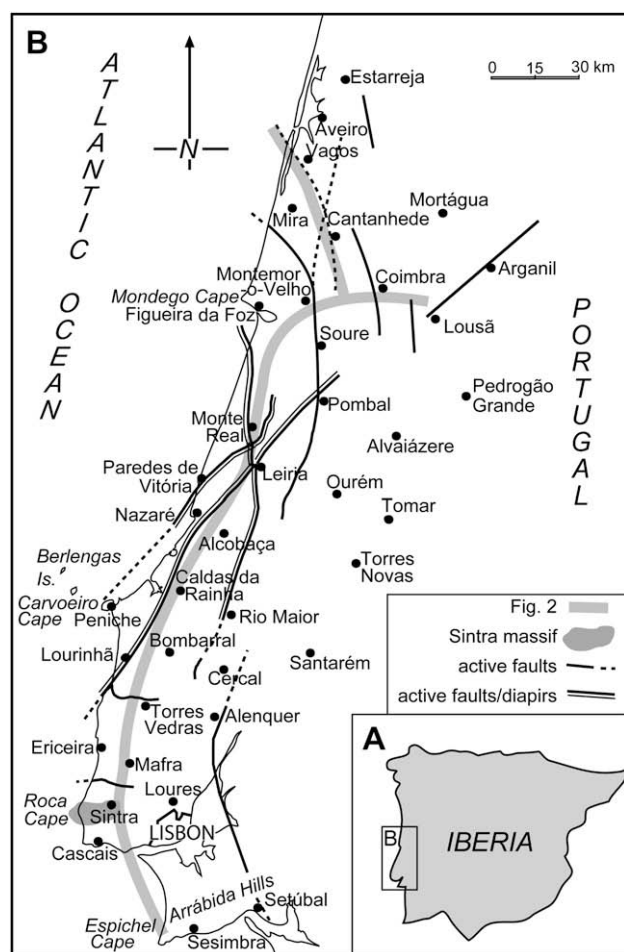 B
ATLANTIC OCEAN
N
0 15 30 km
Estarreja
Aveiro
Vagos
Mortágua
Mira
Cantanhede
Arganil
Montemor
-o-Velho
Coimbra
Mondego Cape
Figueira da Foz
Lousã
Soure
PORTUGAL
Pedrogão
Grande
Pombal
Monte
Real
Alvaiázere
Paredes de
Vitória
Leiria
Ourém
Nazaré
Tomar
Alcobaça
Berlengas
Is.
Torres
Novas
Caldas da
Rainha
Carvoeiro
Cape
Peniche
Rio Maior
Bombarral
Lourinhã
Santarém
Cercal
Torres
Vedras
Alenquer
Ericeira
Mafra
Roca
Cape
Loures
Sintra
LISBON
Cascais
Arrábida Hills
Setúbal
Espichel
Cape
Sesimbra
Fig. 2
Sintra massif
active faults
active faults/diapirs
A
B
IBERIA